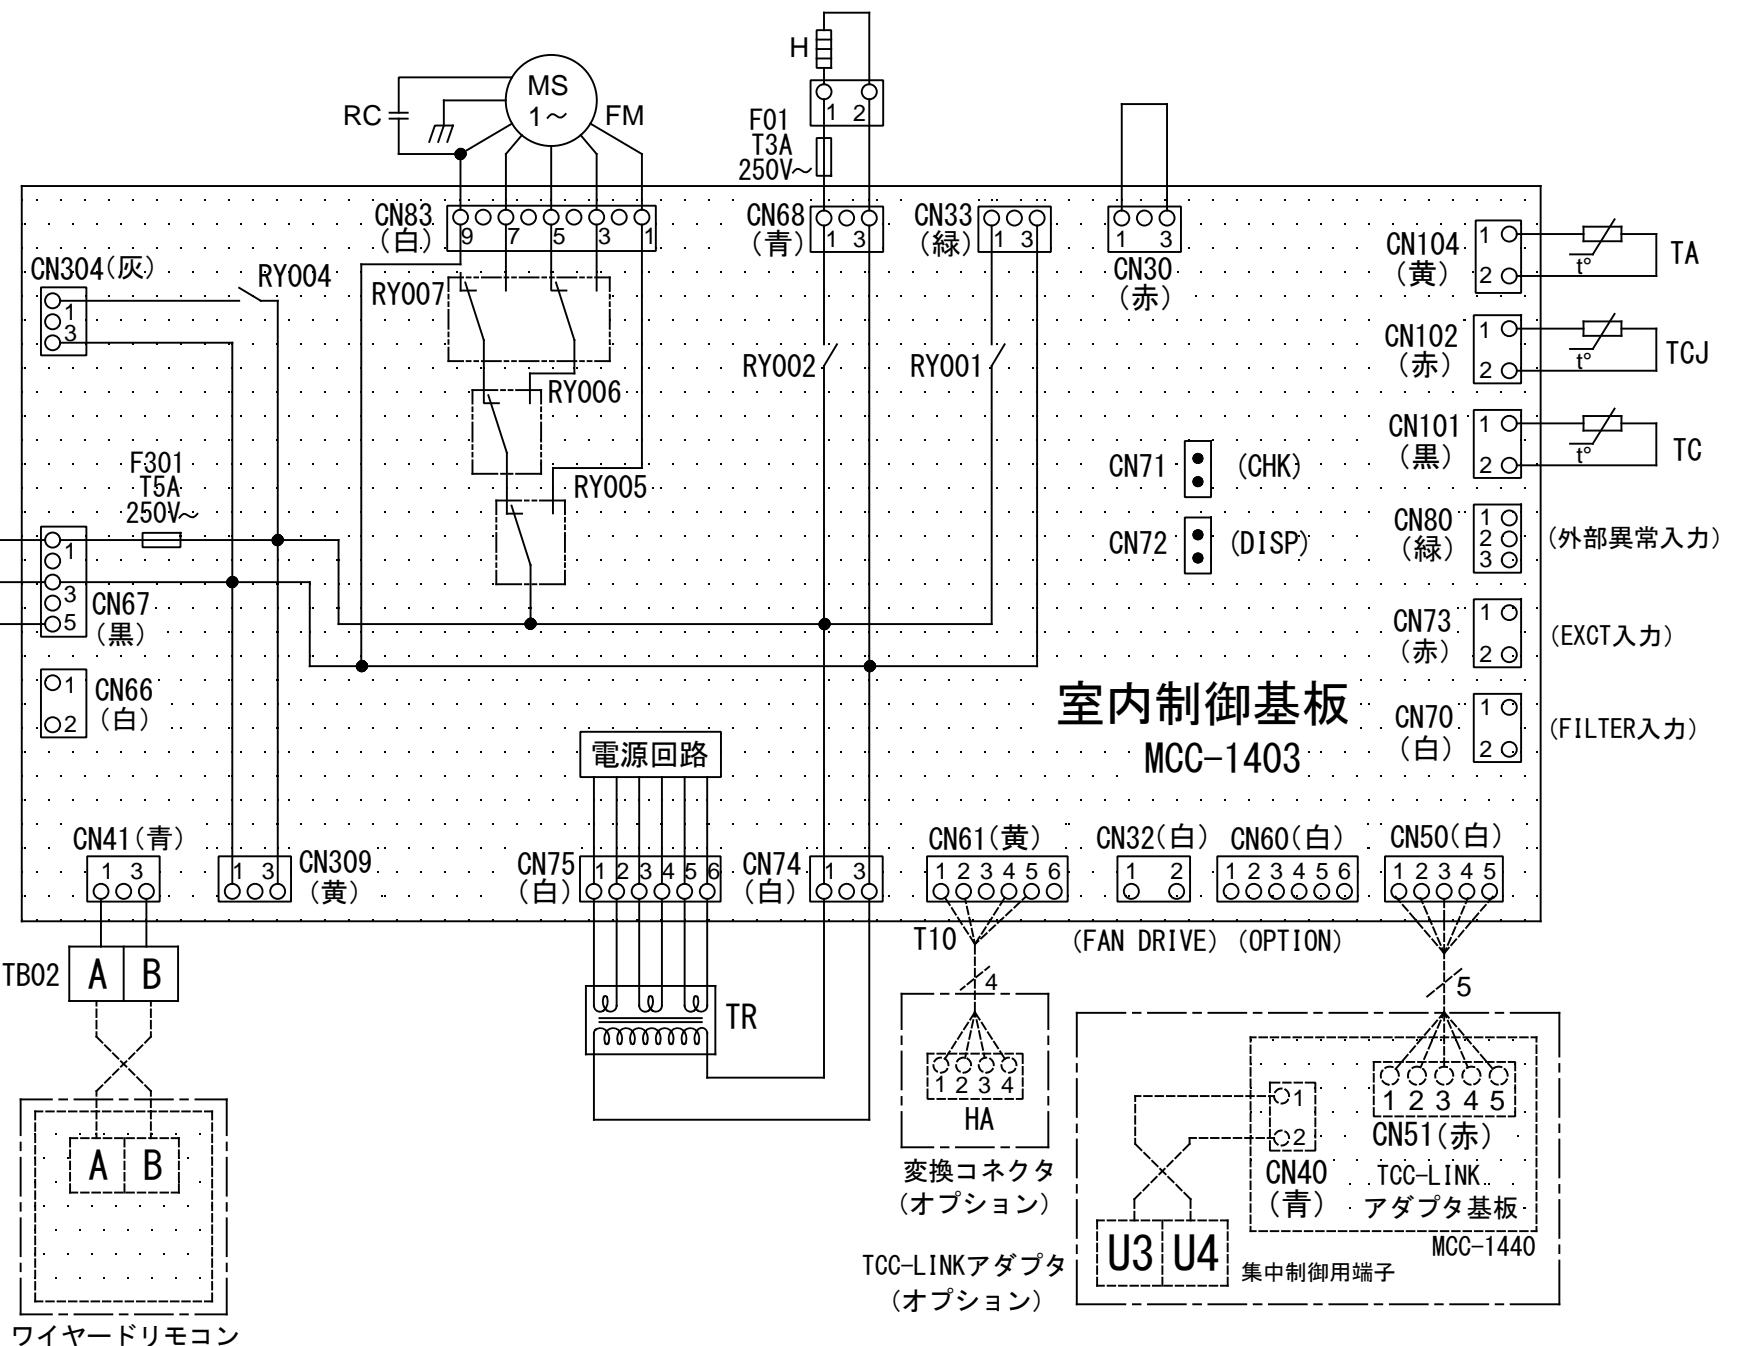 H
MS
1～
RC
FM
1 2
F01
T3A
250V～
CN83
(白)
9 7 5 3 1
CN68
(青)
1 3
CN33
(緑)
1 3
1 3
CN30
(赤)
CN104
(黄)
1
2
t°
TA
CN304(灰)
1
3
RY004
RY007
CN102
(赤)
1
2
t°
TCJ
RY002
RY001
RY006
CN101
(黒)
1
2
t°
TC
F301
T5A
250V～
RY005
CN71
(CHK)
CN72
(DISP)
CN80
(緑)
1
2
3
(外部異常入力)
1
3
5
CN67
(黒)
CN73
(赤)
1
2
(EXCT入力)
1
2
CN66
(白)
室内制御基板
MCC-1403
CN70
(白)
1
2
(FILTER入力)
電源回路
CN41(青)
1 3
1 3
CN309
(黄)
CN75
(白)
1 2 3 4 5 6
CN74
(白)
1 3
CN61(黄)
1 2 3 4 5 6
CN32(白)
1 2
CN60(白)
1 2 3 4 5 6
CN50(白)
1 2 3 4 5
T10
(FAN DRIVE)
(OPTION)
TB02
A B
4
5
TR
1 2 3 4
HA
変換コネクタ
(オプション)
1
2
CN40
(青)
1 2 3 4 5
CN51(赤)
TCC-LINK
アダプタ基板
MCC-1440
A B
U3 U4
集中制御用端子
TCC-LINKアダプタ
(オプション)
ワイヤードリモコン